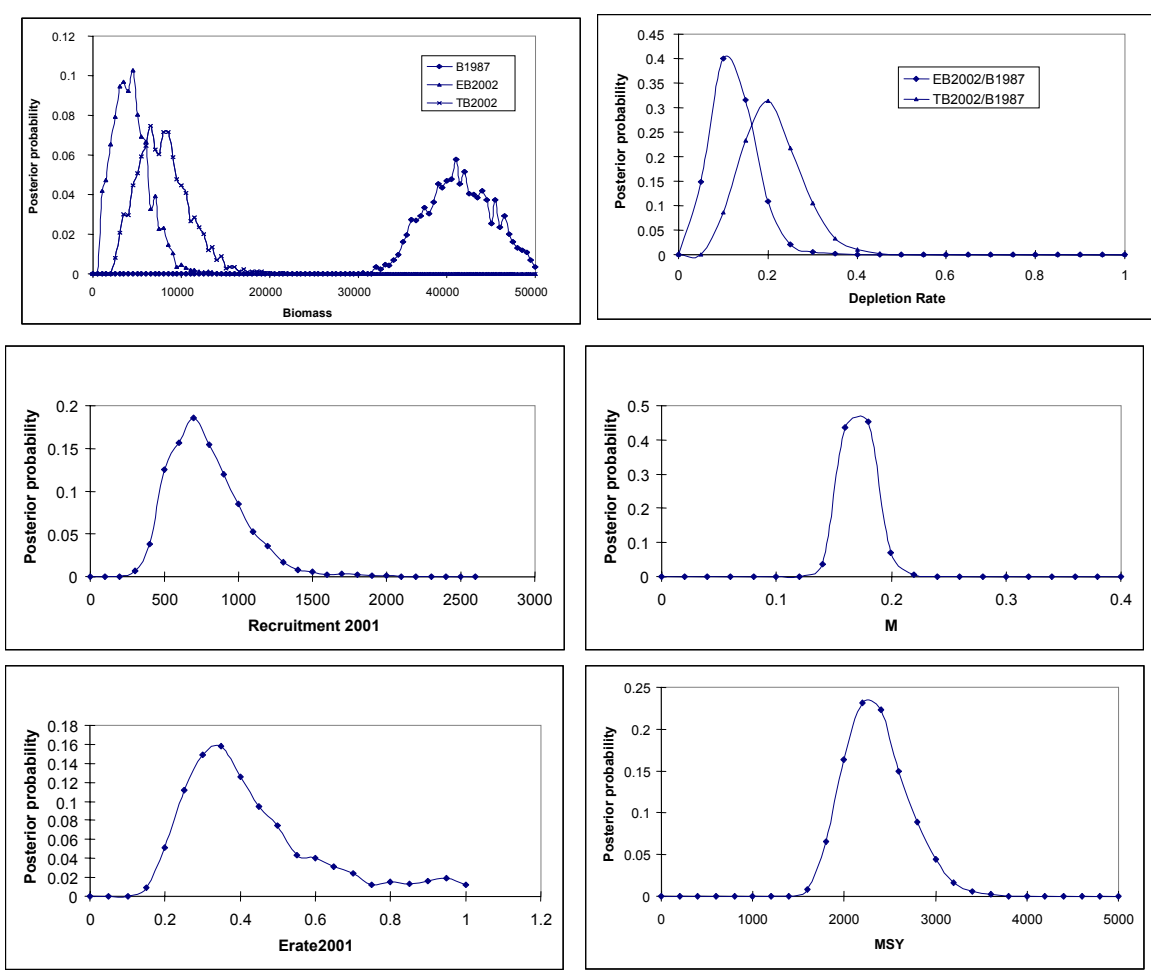 0.12
0.1
0.08
0.06
0.04
0.02
0
Posterior probability
B1987
EB2002
TB2002
0 10000 20000 30000 40000 50000
Biomass
0.45
0.4
0.35
0.3
0.25
0.2
0.15
0.1
0.05
0
Posterior probability
EB2002/B1987
TB2002/B1987
0 0.2 0.4 0.6 0.8 1
Depletion Rate
0.2
0.15
0.1
0.05
0
Posterior probability
0 500 1000 1500 2000 2500 3000
Recruitment 2001
0.5
0.4
0.3
0.2
0.1
0
Posterior probability
0 0.1 0.2 0.3 0.4
M
0.18
0.16
0.14
0.12
0.1
0.08
0.06
0.04
0.02
0
Posterior probability
0 0.2 0.4 0.6 0.8 1 1.2
Erate2001
0.25
0.2
0.15
0.1
0.05
0
Posterior probability
0 1000 2000 3000 4000 5000
MSY